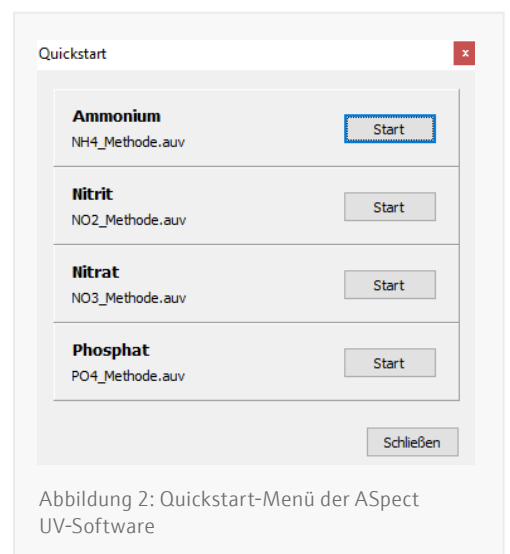 Quickstart
x
Ammonium
NH4_Methode.auv
Start
Nitrit
NO2_Methode.auv
Start
Nitrat
NO3_Methode.auv
Start
Phosphat
PO4_Methode.auv
Start
Schließen
Abbildung 2: Quickstart-Menü der ASpect
UV-Software